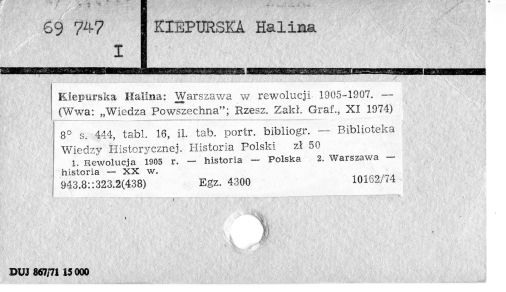 69 747
I
KIEPURSKA Halina
Kiepurska Halina: Warszawa w rewolucji 1905-1907. —
(Wwa: „Wiedza Powszechna”; Rzesz. Zakł. Graf., XI 1974)
8° s. 444, tabl. 16, il. tab. portr. bibliogr. — Biblioteka
Wiedzy Historycznej. Historia Polski zł 50
1. Rewolucja 1905 r. — historia — Polska 2. Warszawa —
historia — XX w.
943.8::323.2(438) Egz. 4300 10162/74
DUJ 867/71 15 000